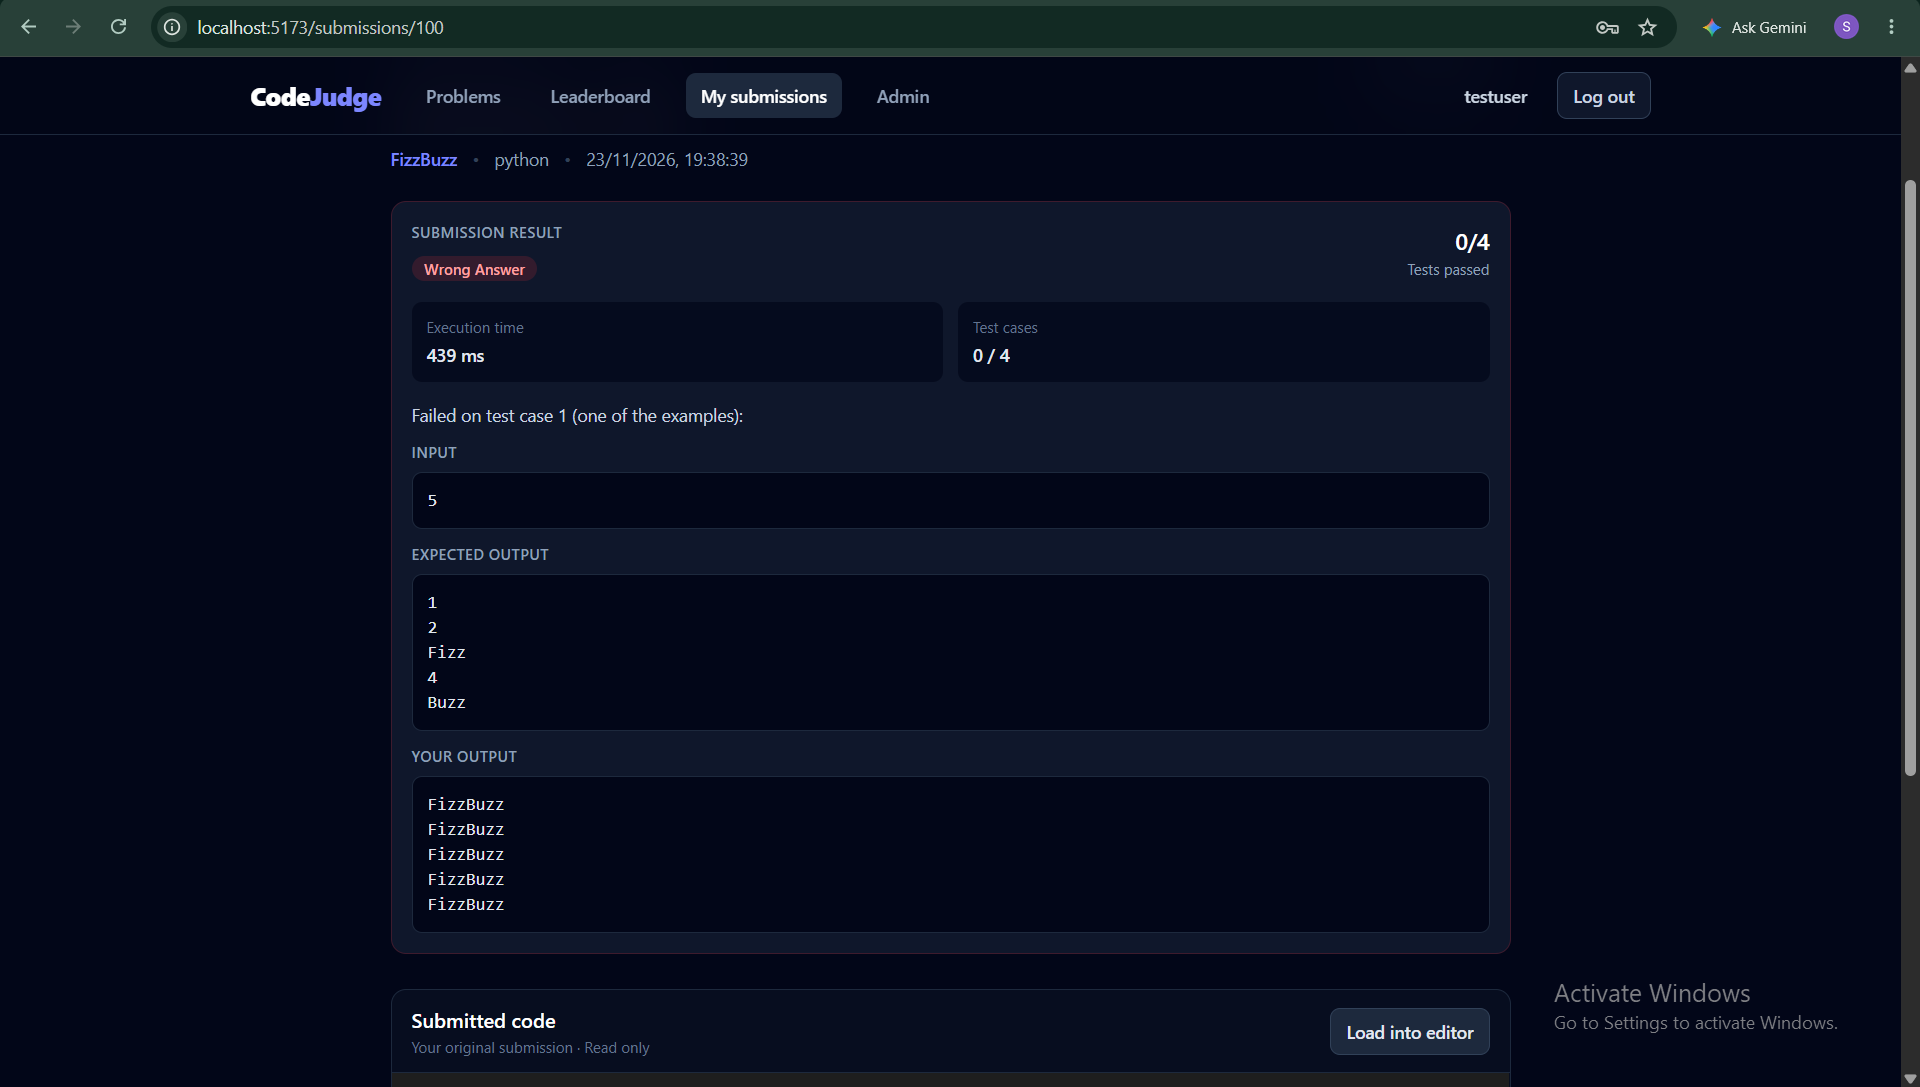 localhost:5173/submissions/100
Ask Gemini
S
CodeJudge
Problems
Leaderboard
My submissions
Admin
testuser
Log out
FizzBuzz • python • 23/11/2026, 19:38:39
SUBMISSION RESULT
Wrong Answer
0/4
Tests passed
Execution time
439 ms
Test cases
0 / 4
Failed on test case 1 (one of the examples):
INPUT
5
EXPECTED OUTPUT
1
2
Fizz
4
Buzz
YOUR OUTPUT
FizzBuzz
FizzBuzz
FizzBuzz
FizzBuzz
FizzBuzz
Submitted code
Your original submission · Read only
Load into editor
Activate Windows
Go to Settings to activate Windows.